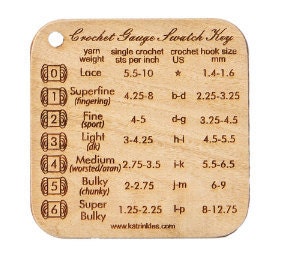 Crochet Gauge Swatch Key
yarn weight single crochet sts per inch crochet hook size US mm
0 Lace 5.5-10 * 1.4-1.6
1 Superfine (fingering) 4.25-8 b-d 2.25-3.25
2 Fine (sport) 4-5 d-g 3.25-4.5
3 Light (dk) 3-4.25 h-i 4.5-5.5
4 Medium (worsted/aran) 2.75-3.5 i-k 5.5-6.5
5 Bulky (chunky) 2-2.75 j-m 6-9
6 Super Bulky 1.25-2.25 l-p 8-12.75
www.katrinkles.com